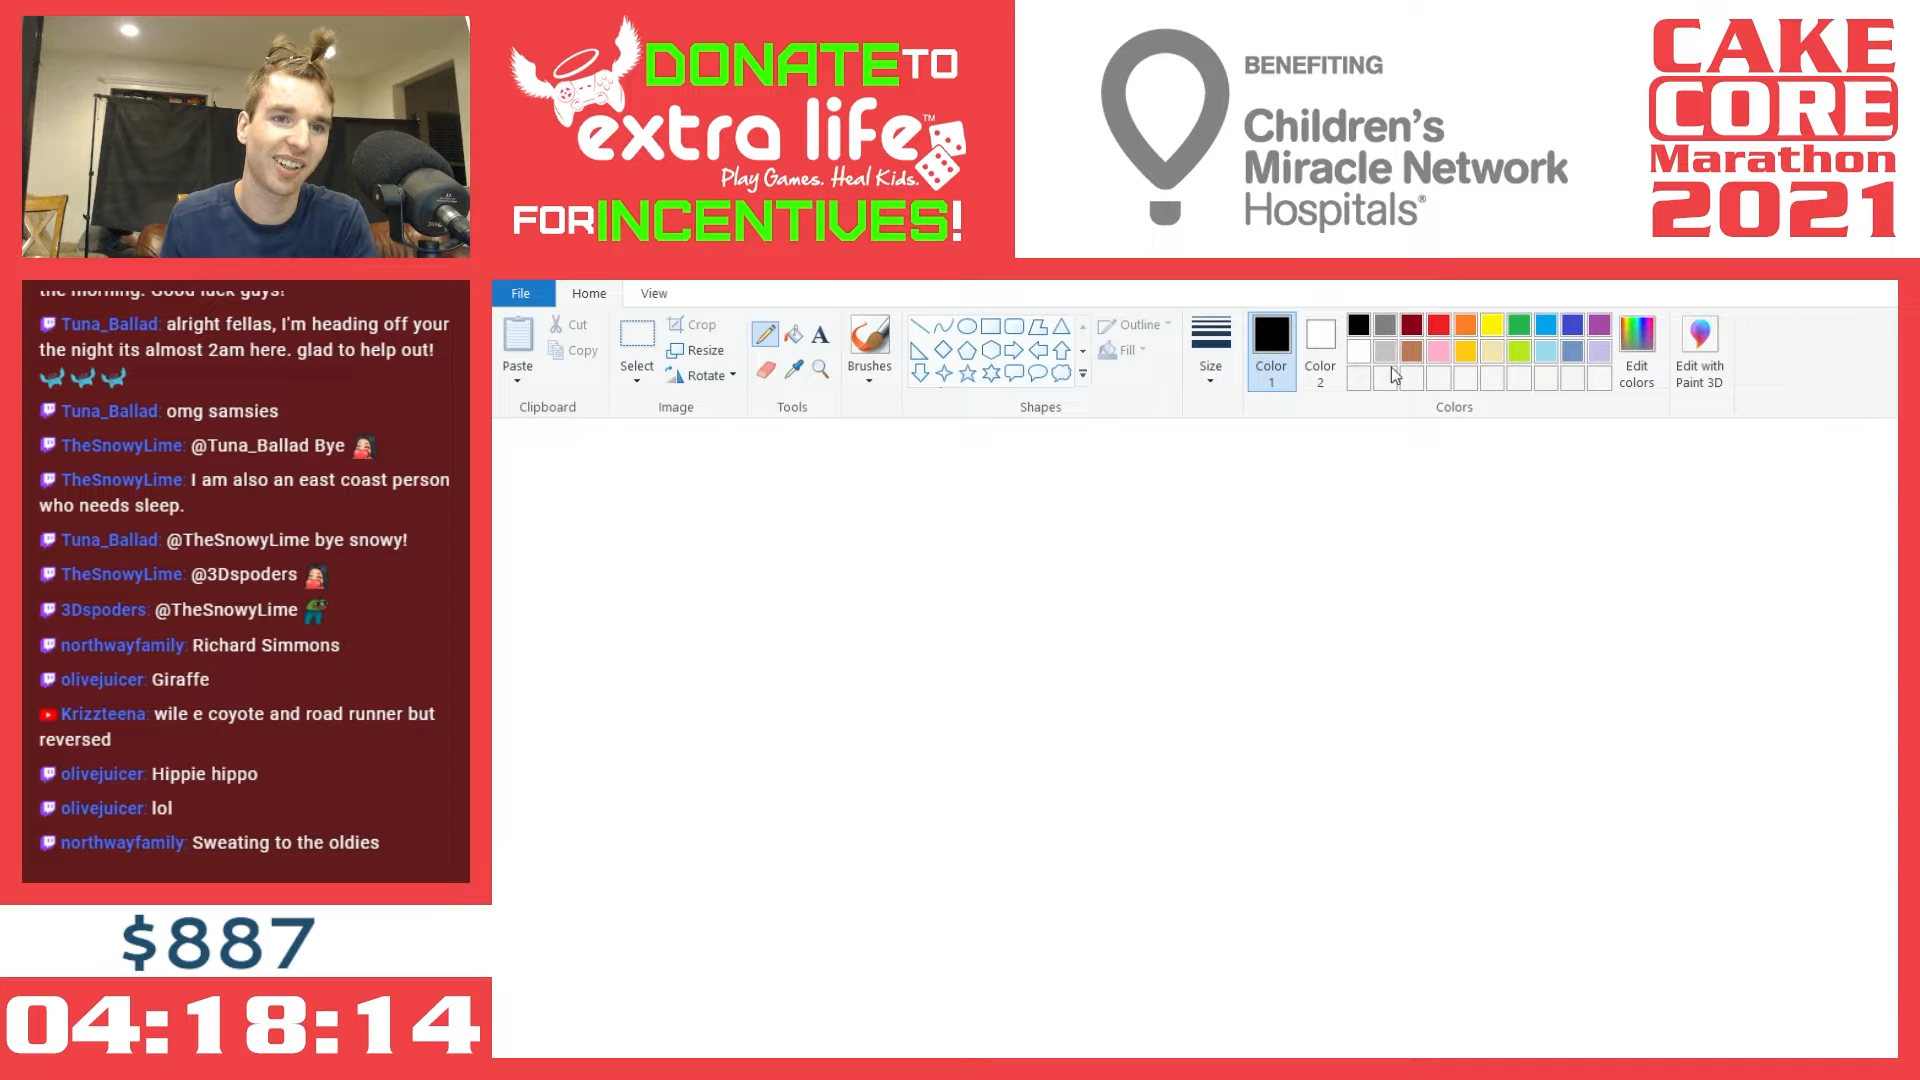 DONATE TO
extra life™
Play Games. Heal Kids.
FOR INCENTIVES!
BENEFITING
Children's
Miracle Network
Hospitals®
CAKE
CORE
Marathon
2021
the morning. Good luck guys!
Tuna_Ballad: alright fellas, I'm heading off your
the night its almost 2am here. glad to help out!
Tuna_Ballad: omg samsies
TheSnowyLime: @Tuna_Ballad Bye
TheSnowyLime: I am also an east coast person
who needs sleep.
Tuna_Ballad: @TheSnowyLime bye snowy!
TheSnowyLime: @3Dspoders
3Dspoders: @TheSnowyLime
northwayfamily: Richard Simmons
olivejuicer: Giraffe
Krizzteena: wile e coyote and road runner but
reversed
olivejuicer: Hippie hippo
olivejuicer: lol
northwayfamily: Sweating to the oldies
$887
04:18:14
File Home View
Paste
Cut
Copy
Clipboard
Select
Crop
Resize
Rotate
Image
A
Tools
Brushes
Shapes
Outline
Fill
Size
Color
1
Color
2
Colors
Edit
colors
Edit with
Paint 3D